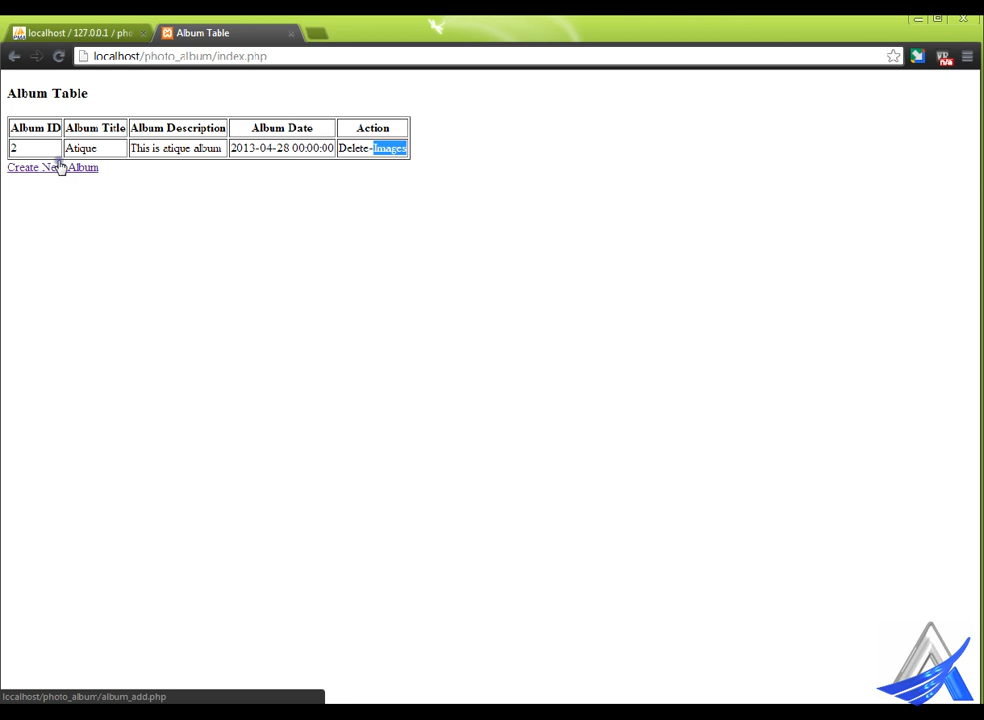 localhost / 127.0.0.1 / pho
Album Table
localhost/photo_album/index.php
Album Table
Album ID Album Title Album Description Album Date Action
2 Atique This is atique album 2013-04-28 00:00:00 Delete-Images
Create New Album
localhost/photo_album/album_add.php